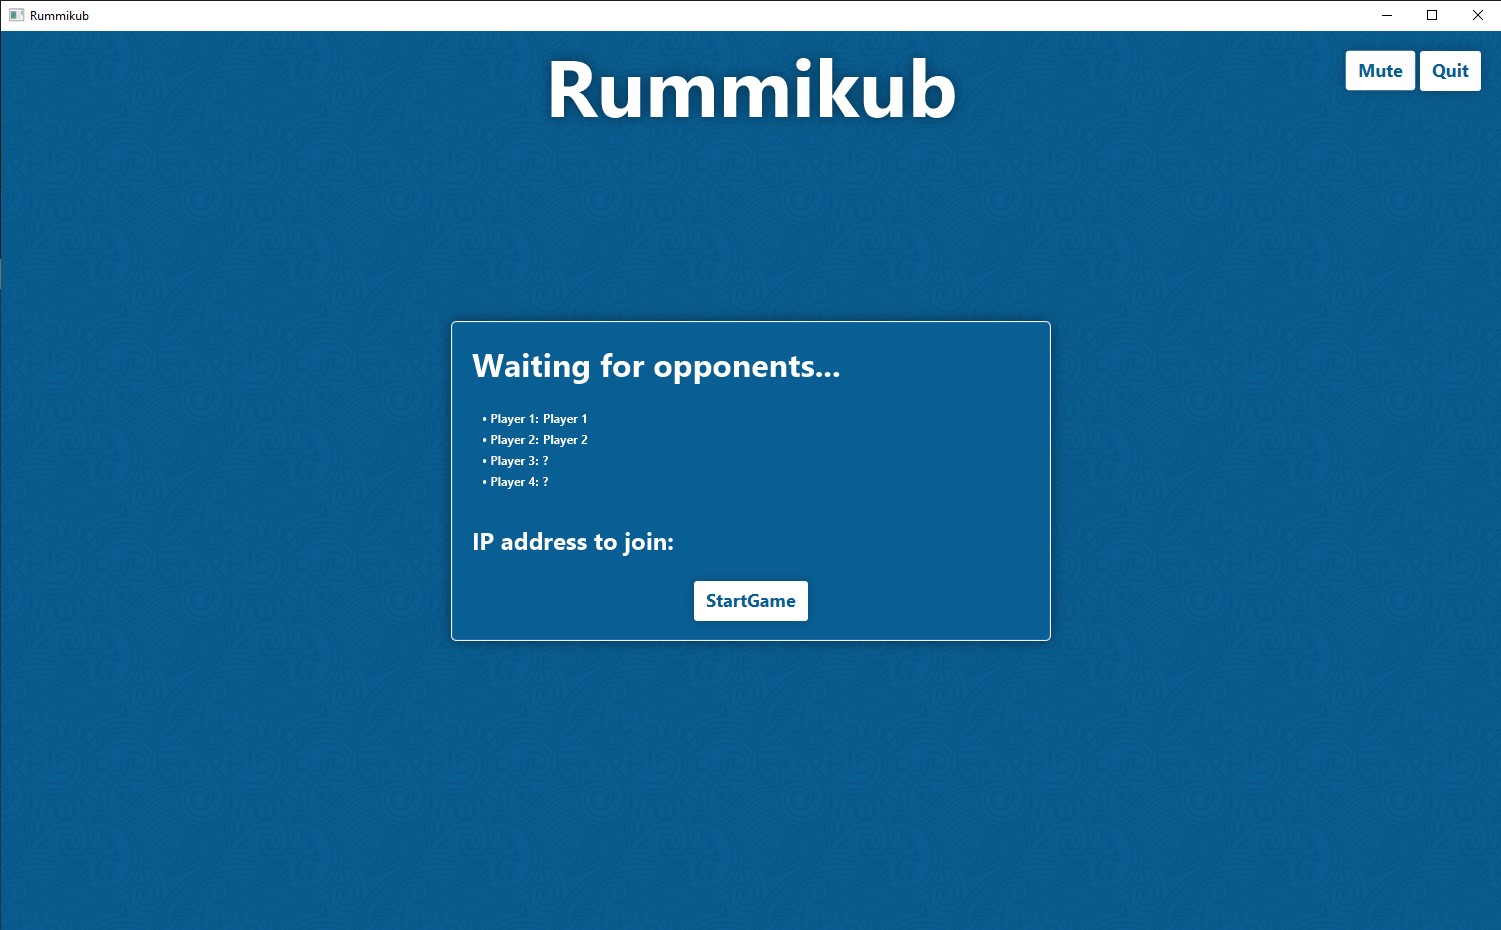 Rummikub
Rummikub
Mute Quit
Waiting for opponents...
• Player 1: Player 1
• Player 2: Player 2
• Player 3: ?
• Player 4: ?
IP address to join:
StartGame